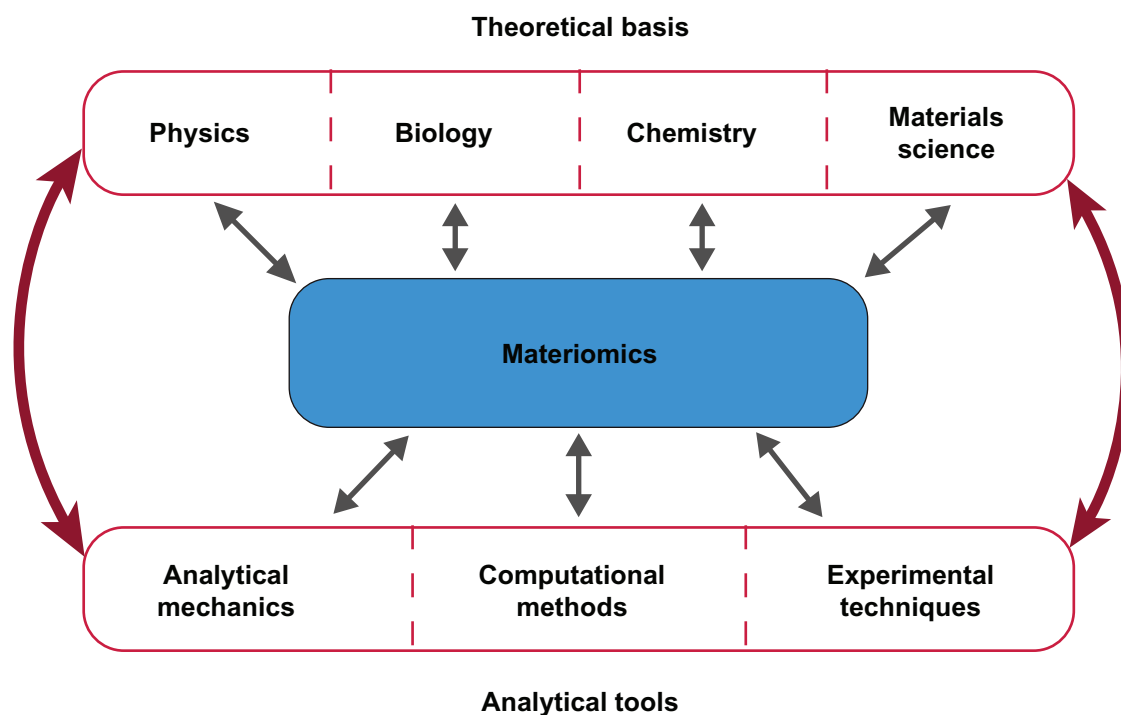 Theoretical basis
Physics
Biology
Chemistry
Materials
science
Materiomics
Analytical
mechanics
Computational
methods
Experimental
techniques
Analytical tools